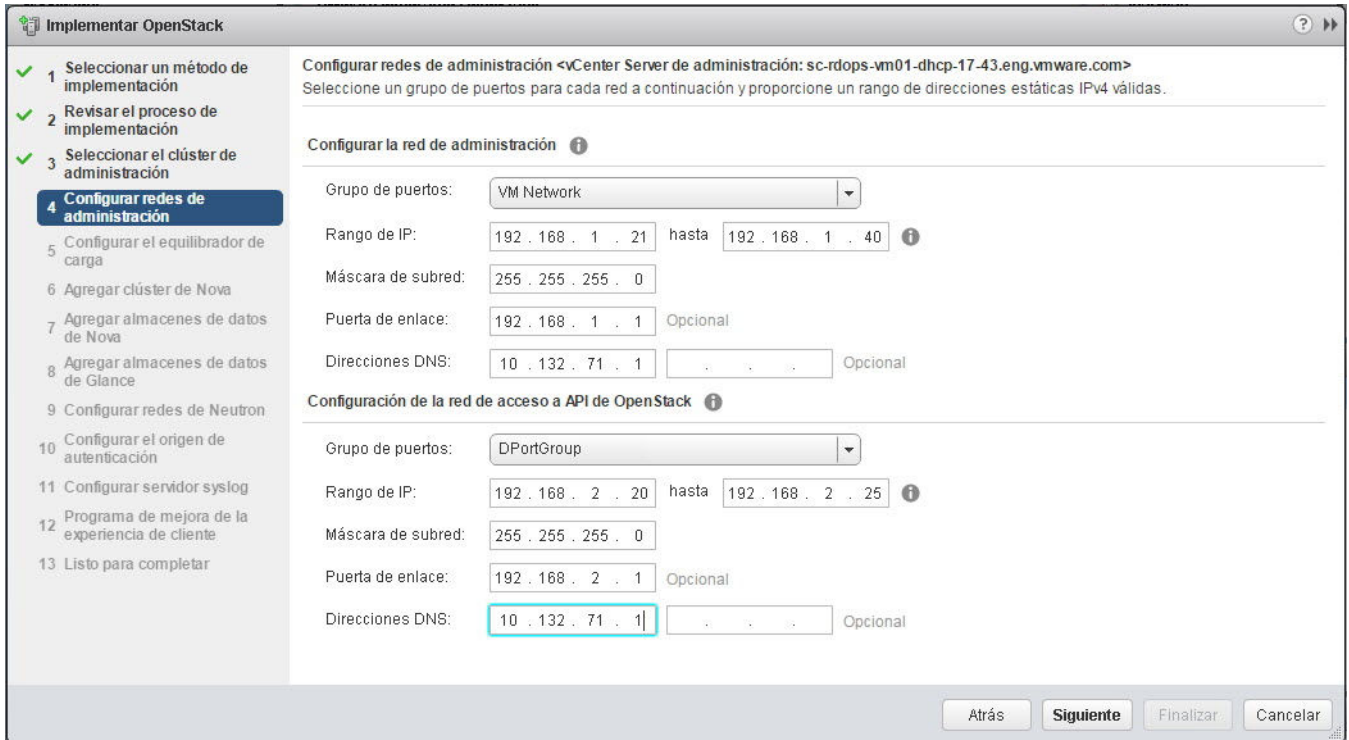 Implementar OpenStack
?
1 Seleccionar un método de
implementación
2 Revisar el proceso de
implementación
3 Seleccionar el clúster de
administración
4 Configurar redes de
administración
5 Configurar el equilibrador de
carga
6 Agregar clúster de Nova
7 Agregar almacenes de datos
de Nova
8 Agregar almacenes de datos
de Glance
9 Configurar redes de Neutron
10 Configurar el origen de
autenticación
11 Configurar servidor syslog
12 Programa de mejora de la
experiencia de cliente
13 Listo para completar
Configurar redes de administración <vCenter Server de administración: sc-rdops-vm01-dhcp-17-43.eng.vmware.com>
Seleccione un grupo de puertos para cada red a continuación y proporcione un rango de direcciones estáticas IPv4 válidas.
Configurar la red de administración
Grupo de puertos: VM Network
Rango de IP: 192 . 168 . 1 . 21 hasta 192 . 168 . 1 . 40
Máscara de subred: 255 . 255 . 255 . 0
Puerta de enlace: 192 . 168 . 1 . 1 Opcional
Direcciones DNS: 10 . 132 . 71 . 1 . . . Opcional
Configuración de la red de acceso a API de OpenStack
Grupo de puertos: DPortGroup
Rango de IP: 192 . 168 . 2 . 20 hasta 192 . 168 . 2 . 25
Máscara de subred: 255 . 255 . 255 . 0
Puerta de enlace: 192 . 168 . 2 . 1 Opcional
Direcciones DNS: 10 . 132 . 71 . 1 . . . Opcional
Atrás Siguiente Finalizar Cancelar